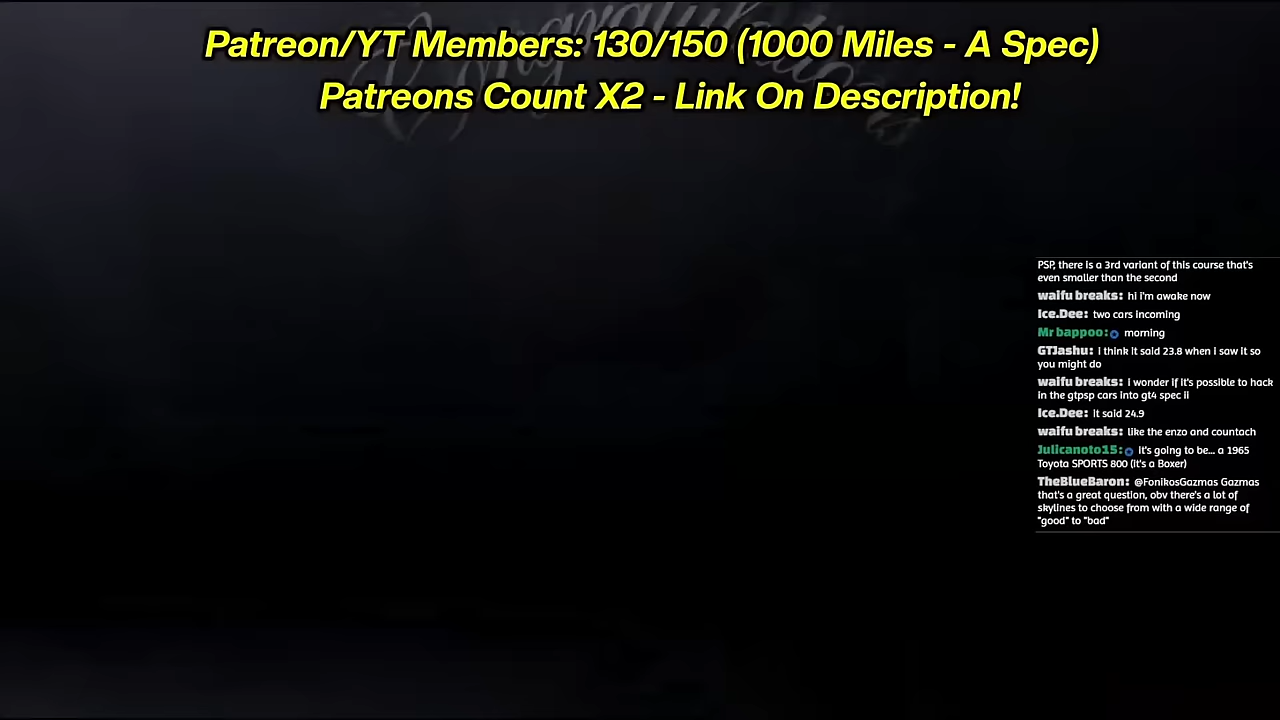 Congratulations
Patreon/YT Members: 130/150 (1000 Miles - A Spec)
Patreons Count X2 - Link On Description!
PSP, there is a 3rd variant of this course that's
even smaller than the second
waifu breaks: hi i'm awake now
Ice.Dee: two cars incoming
Mr bappoo: morning
GTJashu: i think it said 23.8 when i saw it so
you might do
waifu breaks: i wonder if it's possible to hack
in the gtpsp cars into gt4 spec ii
Ice.Dee: it said 24.9
waifu breaks: like the enzo and countach
Julicanoto15: it's going to be... a 1965
Toyota SPORTS 800 (it's a Boxer)
TheBlueBaron: @FonikosGazmas Gazmas
that's a great question, obv there's a lot of
skylines to choose from with a wide range of
"good" to "bad"